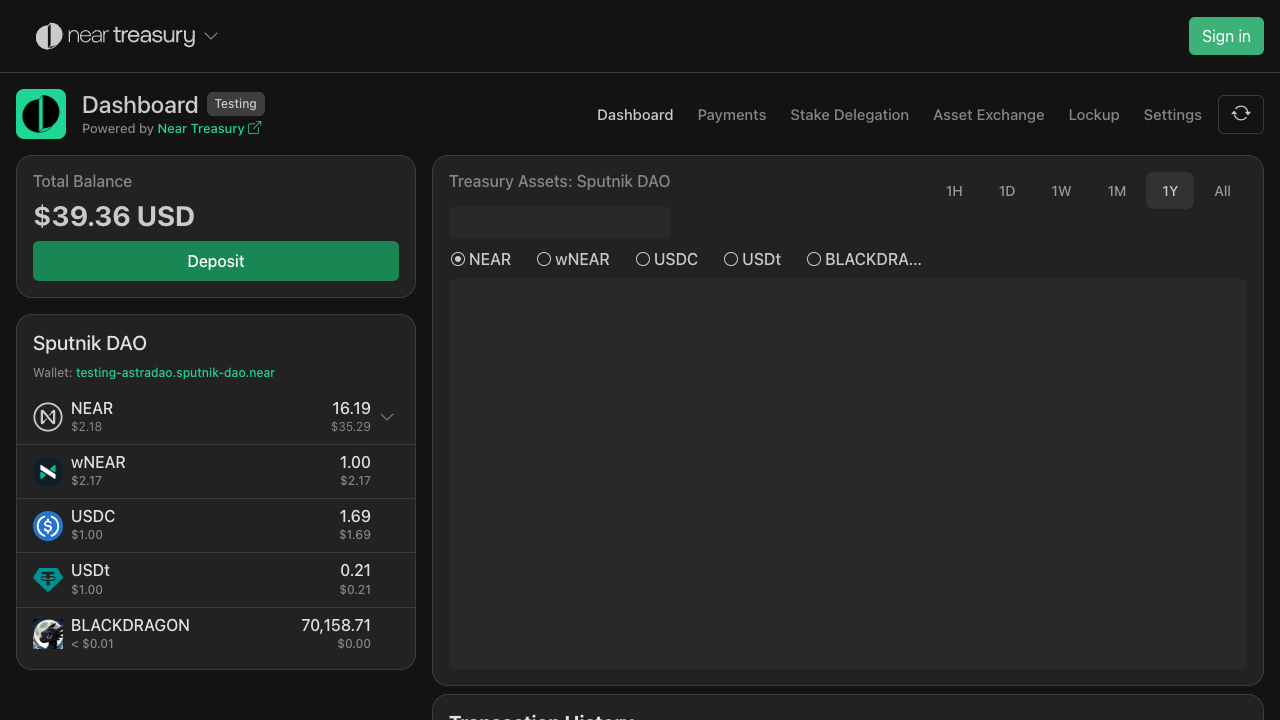 near treasury
Sign in
Dashboard Testing
Powered by Near Treasury
Dashboard Payments Stake Delegation Asset Exchange Lockup Settings
Total Balance
$39.36 USD
Deposit
Sputnik DAO
Wallet: testing-astradao.sputnik-dao.near
NEAR 16.19
$2.18 $35.29
wNEAR 1.00
$2.17 $2.17
USDC 1.69
$1.00 $1.69
USDt 0.21
$1.00 $0.21
BLACKDRAGON 70,158.71
< $0.01 $0.00
Treasury Assets: Sputnik DAO
1H 1D 1W 1M 1Y All
NEAR wNEAR USDC USDt BLACKDRA...
Transaction History